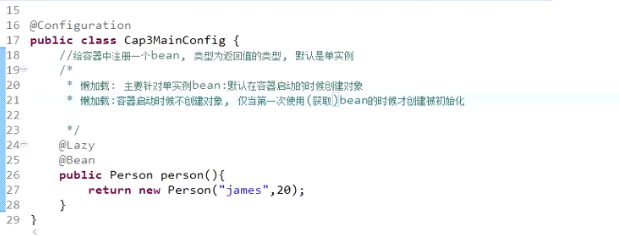 15
16 @Configuration
17 public class Cap3MainConfig {
18 //给容器中注册一个bean, 类型为返回值的类型, 默认是单实例
19 /*
20 * 懒加载: 主要针对单实例bean:默认在容器启动的时候创建对象
21 * 懒加载:容器启动时候不创建对象, 仅当第一次使用(获取)bean的时候才创建被初始化
22
23 */
24 @Lazy
25 @Bean
26 public Person person(){
27 return new Person("james",20);
28 }
29 }